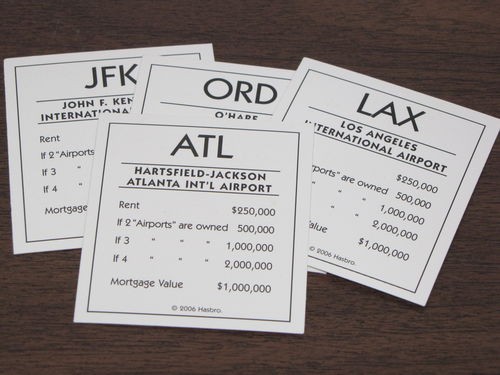 JFK
JOHN F. KEN
INTERNATIONA
Rent
If 2 "Airports
If 3 "
If 4 "
Mortgage
ORD
O'HARE
LAX
LOS ANGELES
INTERNATIONAL AIRPORT
$250,000
are owned 500,000
" " 1,000,000
" " 2,000,000
$1,000,000
© 2006 Hasbro.
ATL
HARTSFIELD-JACKSON
ATLANTA INT'L AIRPORT
Rent $250,000
If 2 "Airports" are owned 500,000
If 3 " " " 1,000,000
If 4 " " " 2,000,000
Mortgage Value $1,000,000
© 2006 Hasbro.